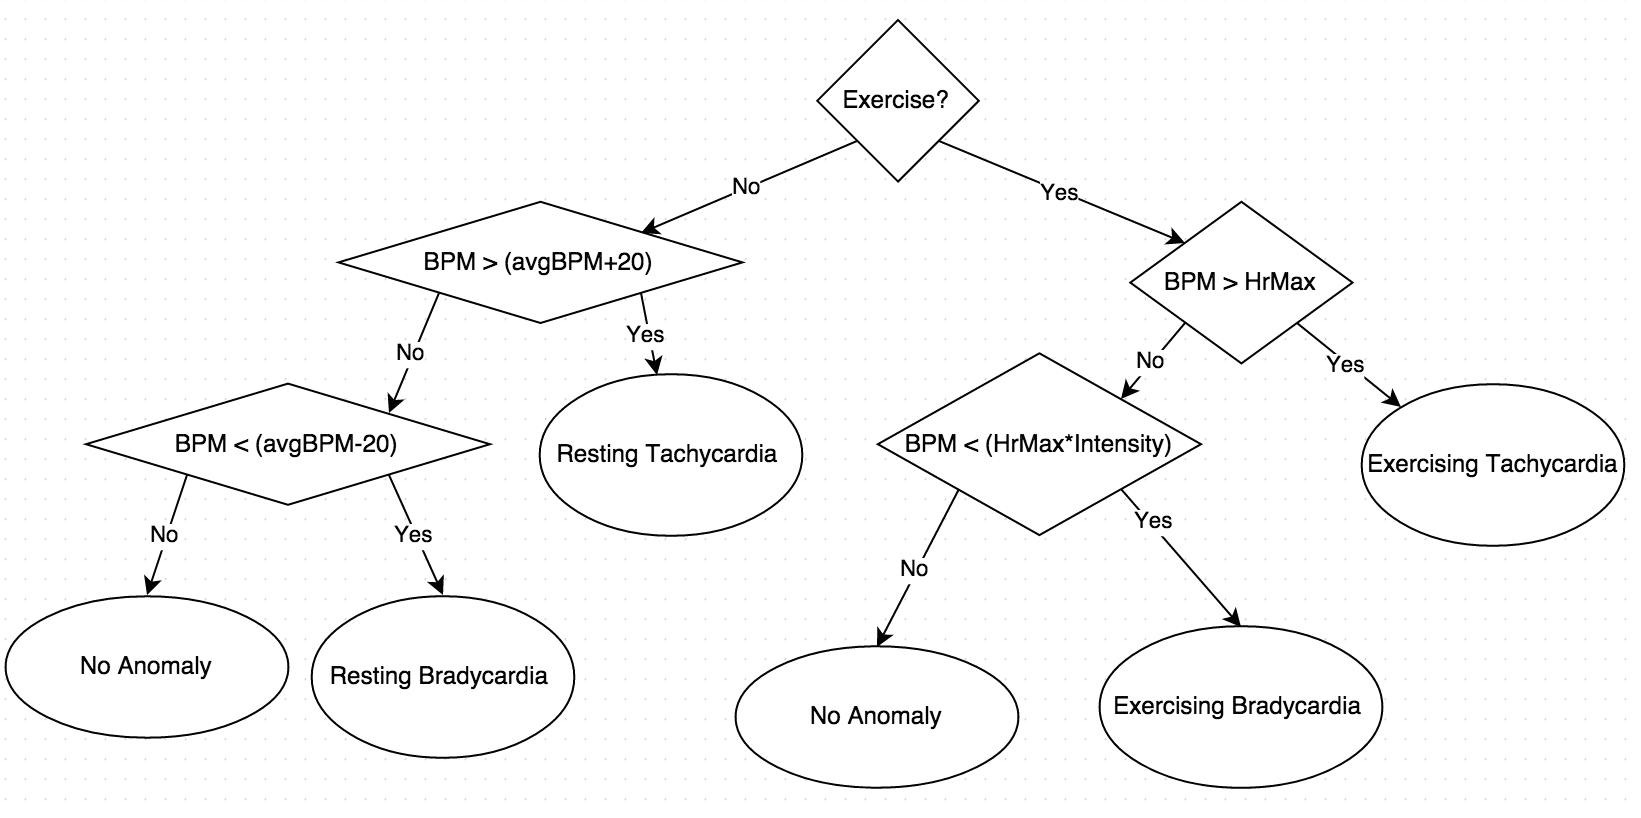 Exercise?
No
Yes
BPM > (avgBPM+20)
BPM > HrMax
No
Yes
No
Yes
BPM < (avgBPM-20)
Resting Tachycardia
BPM < (HrMax*Intensity)
Exercising Tachycardia
No
Yes
No
Yes
No Anomaly
Resting Bradycardia
No Anomaly
Exercising Bradycardia